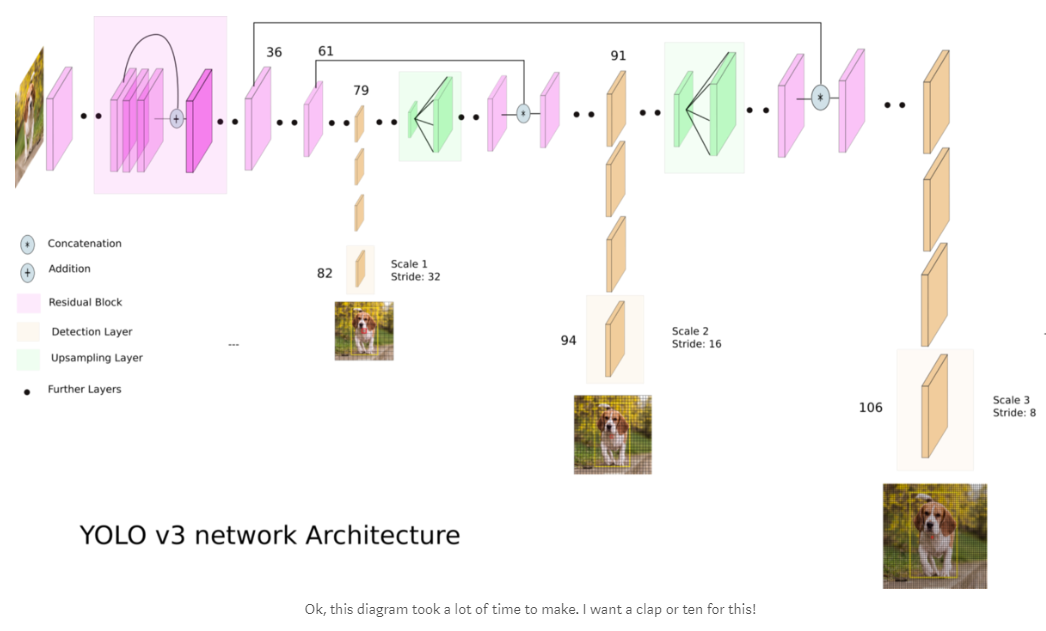 36
61
91
79
Concatenation
Addition
Residual Block
Detection Layer
Upsampling Layer
Further Layers
---
82
Scale 1
Stride: 32
94
Scale 2
Stride: 16
106
Scale 3
Stride: 8
YOLO v3 network Architecture
Ok, this diagram took a lot of time to make. I want a clap or ten for this!